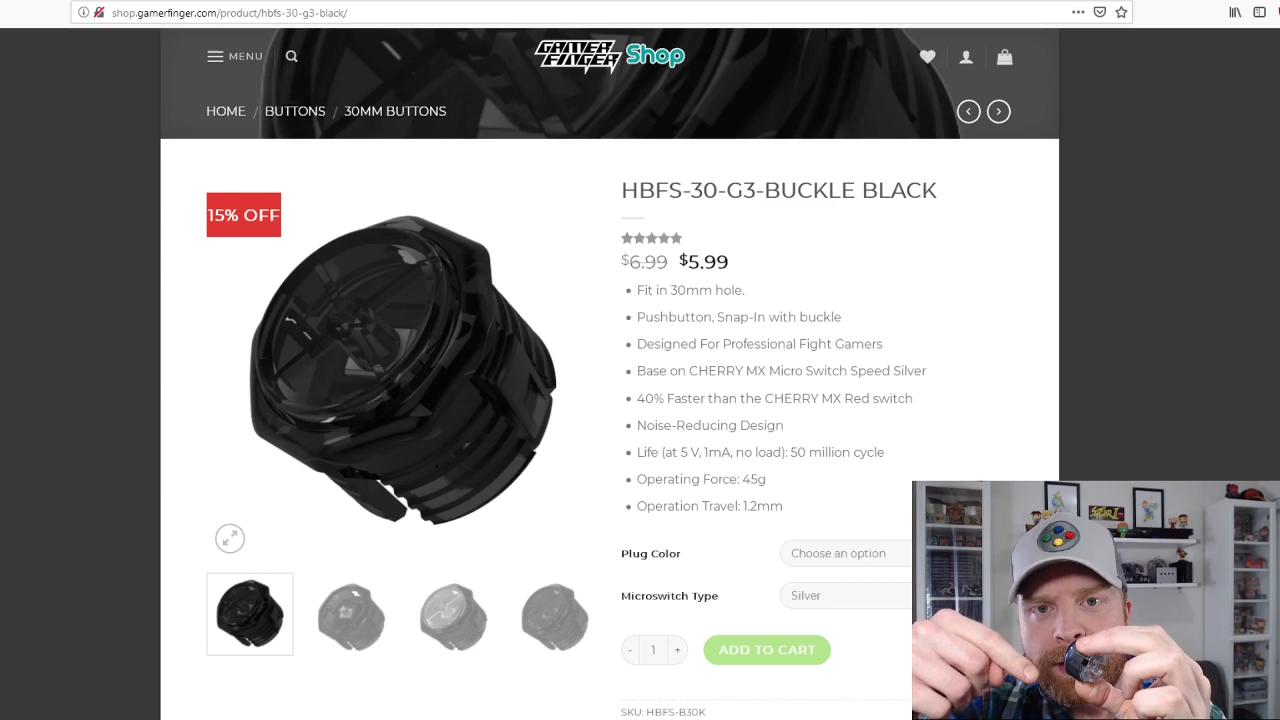 shop.gamerfinger.com/product/hbfs-30-g3-black/
MENU
GAMER FINGER Shop
HOME / BUTTONS / 30MM BUTTONS
15% OFF
HBFS-30-G3-BUCKLE BLACK
$6.99 $5.99
Fit in 30mm hole.
Pushbutton, Snap-In with buckle
Designed For Professional Fight Gamers
Base on CHERRY MX Micro Switch Speed Silver
40% Faster than the CHERRY MX Red switch
Noise-Reducing Design
Life (at 5 V, 1mA, no load): 50 million cycle
Operating Force: 45g
Operation Travel: 1.2mm
Plug Color Choose an option
Microswitch Type Silver
- 1 + ADD TO CART
SKU: HBFS-B30K